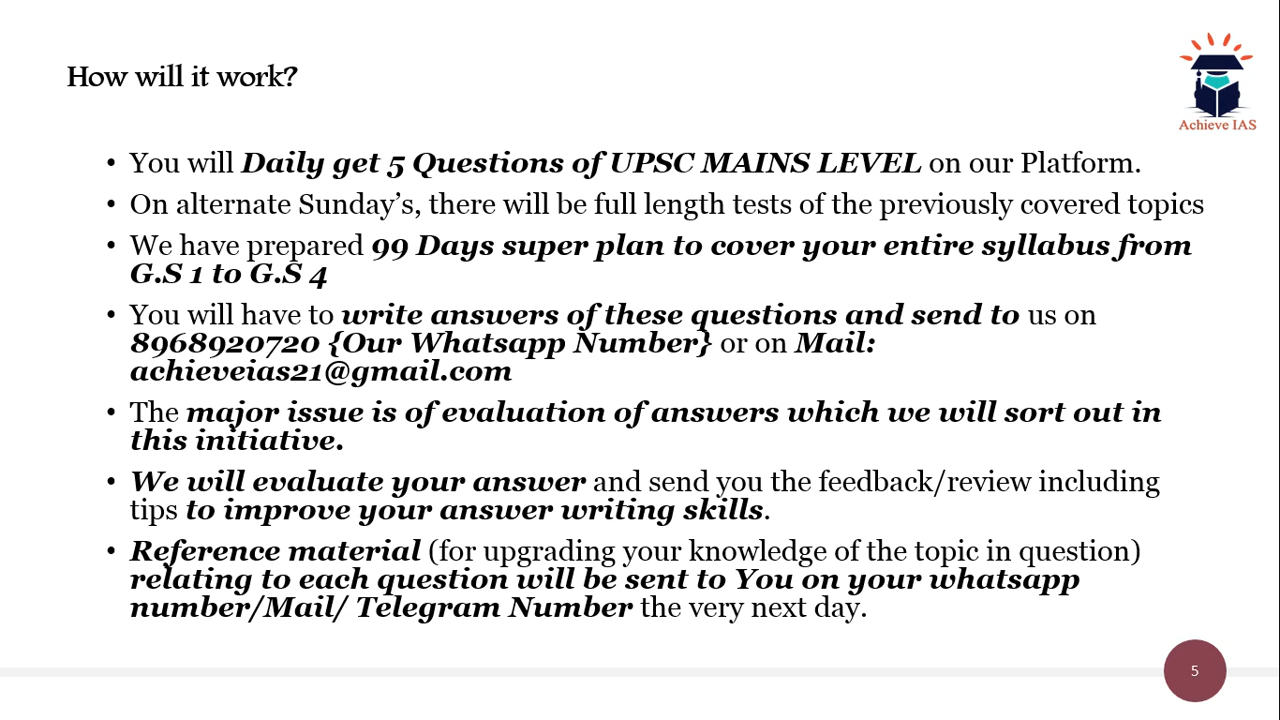 How will it work?
Achieve IAS
• You will Daily get 5 Questions of UPSC MAINS LEVEL on our Platform.
• On alternate Sunday’s, there will be full length tests of the previously covered topics
• We have prepared 99 Days super plan to cover your entire syllabus from
G.S 1 to G.S 4
• You will have to write answers of these questions and send to us on
8968920720 {Our Whatsapp Number} or on Mail:
achieveias21@gmail.com
• The major issue is of evaluation of answers which we will sort out in
this initiative.
• We will evaluate your answer and send you the feedback/review including
tips to improve your answer writing skills.
• Reference material (for upgrading your knowledge of the topic in question)
relating to each question will be sent to You on your whatsapp
number/Mail/ Telegram Number the very next day.
5